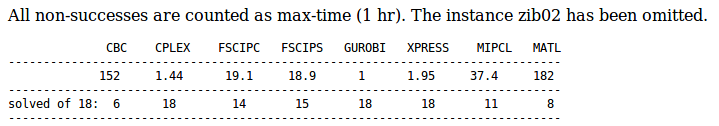 All non-successes are counted as max-time (1 hr). The instance zib02 has been omitted.
CBC CPLEX FSCIPC FSCIPS GUROBI XPRESS MIPCL MATL
------------------------------------------------------------------------------
152 1.44 19.1 18.9 1 1.95 37.4 182
------------------------------------------------------------------------------
solved of 18: 6 18 14 15 18 18 11 8
------------------------------------------------------------------------------